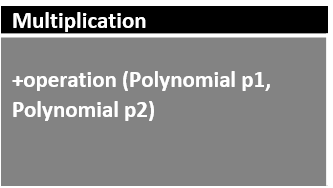 Multiplication
+operation (Polynomial p1,
Polynomial p2)